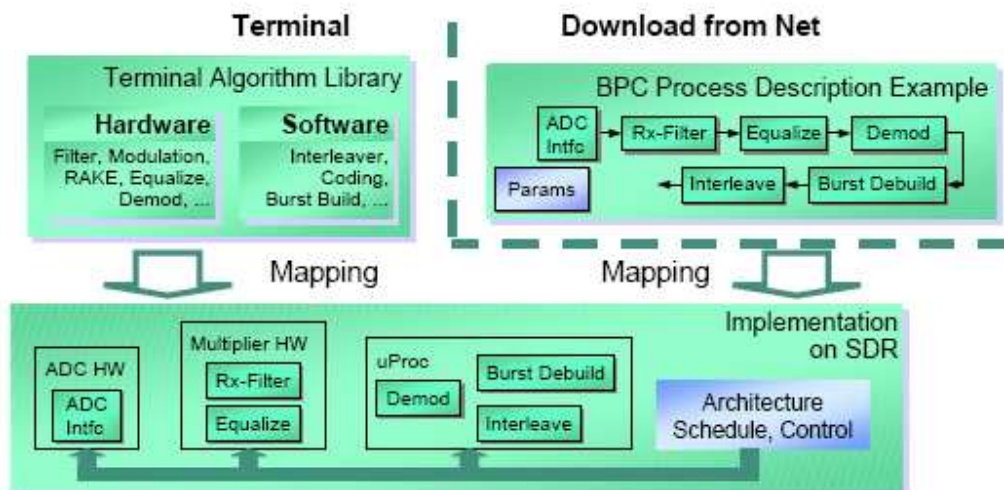 Terminal
Download from Net
Terminal Algorithm Library
Hardware
Filter, Modulation,
RAKE, Equalize,
Demod, ...
Software
Interleaver,
Coding,
Burst Build, ...
BPC Process Description Example
ADC
Intfc
Rx-Filter
Equalize
Demod
Params
Interleave
Burst Debuild
Mapping
Mapping
Implementation
on SDR
ADC HW
ADC
Intfc
Multiplier HW
Rx-Filter
Equalize
uProc
Demod
Burst Debuild
Interleave
Architecture
Schedule, Control